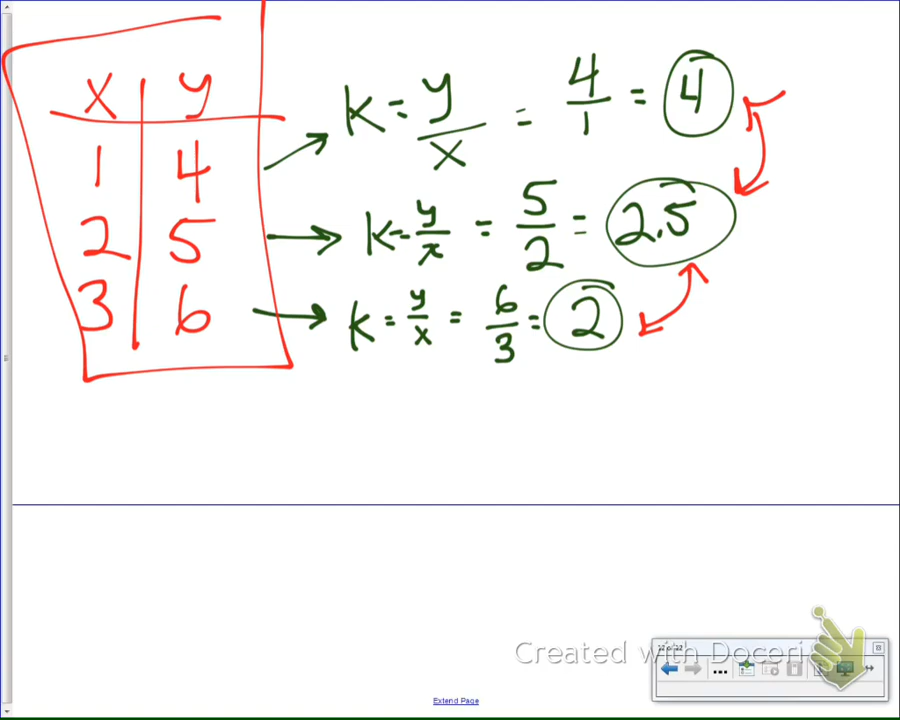 x y
1 4
2 5
3 6
K = y/x = 4/1 = 4
K = y/x = 5/2 = 2.5
K = y/x = 6/3 = 2
Created with Doceri
Extend Page